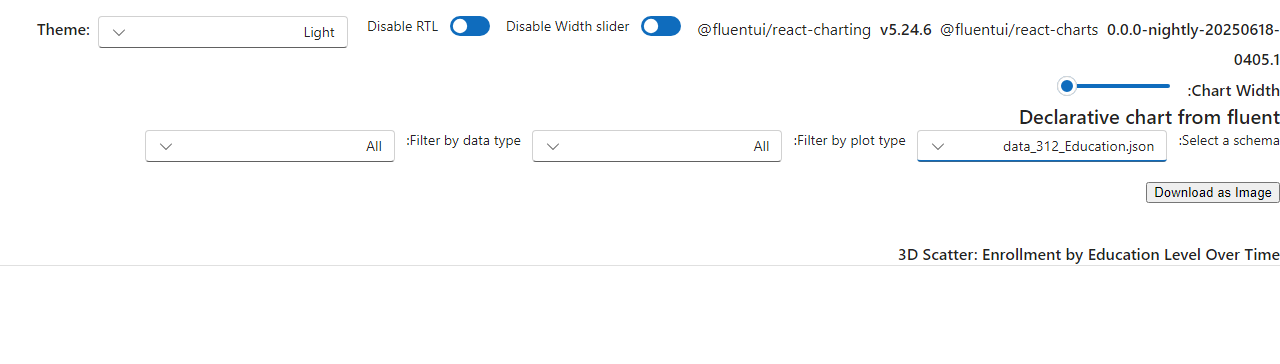 Theme: Light Disable RTL Disable Width slider @fluentui/react-charting v5.24.6 @fluentui/react-charts 0.0.0-nightly-20250618-
0405.1
:Chart Width
Declarative chart from fluent
All :Filter by data type All :Filter by plot type data_312_Education.json :Select a schema
Download as Image
3D Scatter: Enrollment by Education Level Over Time